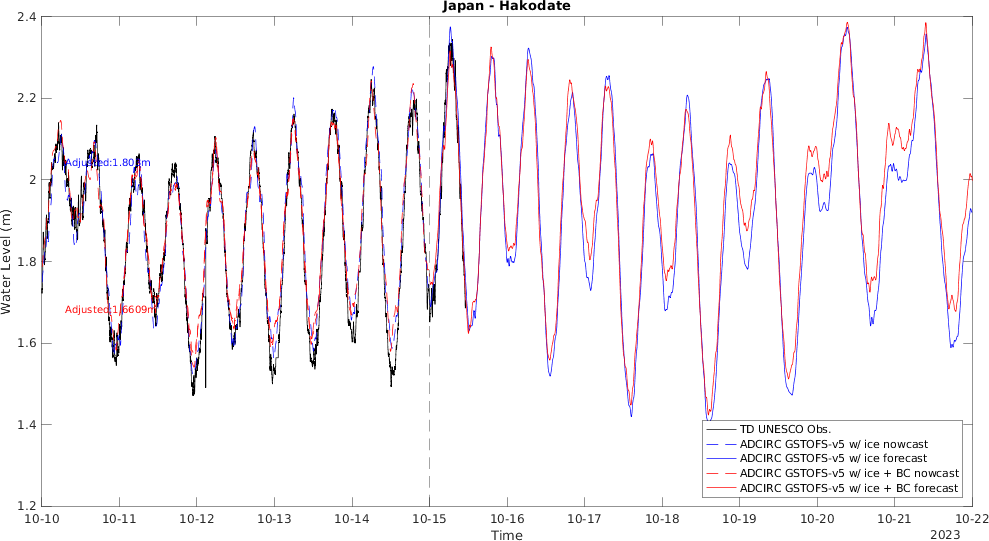 Japan - Hakodate
2.4
2.2
2
1.8
1.6
1.4
1.2
Water Level (m)
Adjusted:1.6609m
TD UNESCO Obs.
ADCIRC GSTOFS-v5 w/ ice nowcast
ADCIRC GSTOFS-v5 w/ ice forecast
ADCIRC GSTOFS-v5 w/ ice + BC nowcast
ADCIRC GSTOFS-v5 w/ ice + BC forecast
10-10 10-11 10-12 10-13 10-14 10-15 10-16 10-17 10-18 10-19 10-20 10-21 10-22
Time
2023